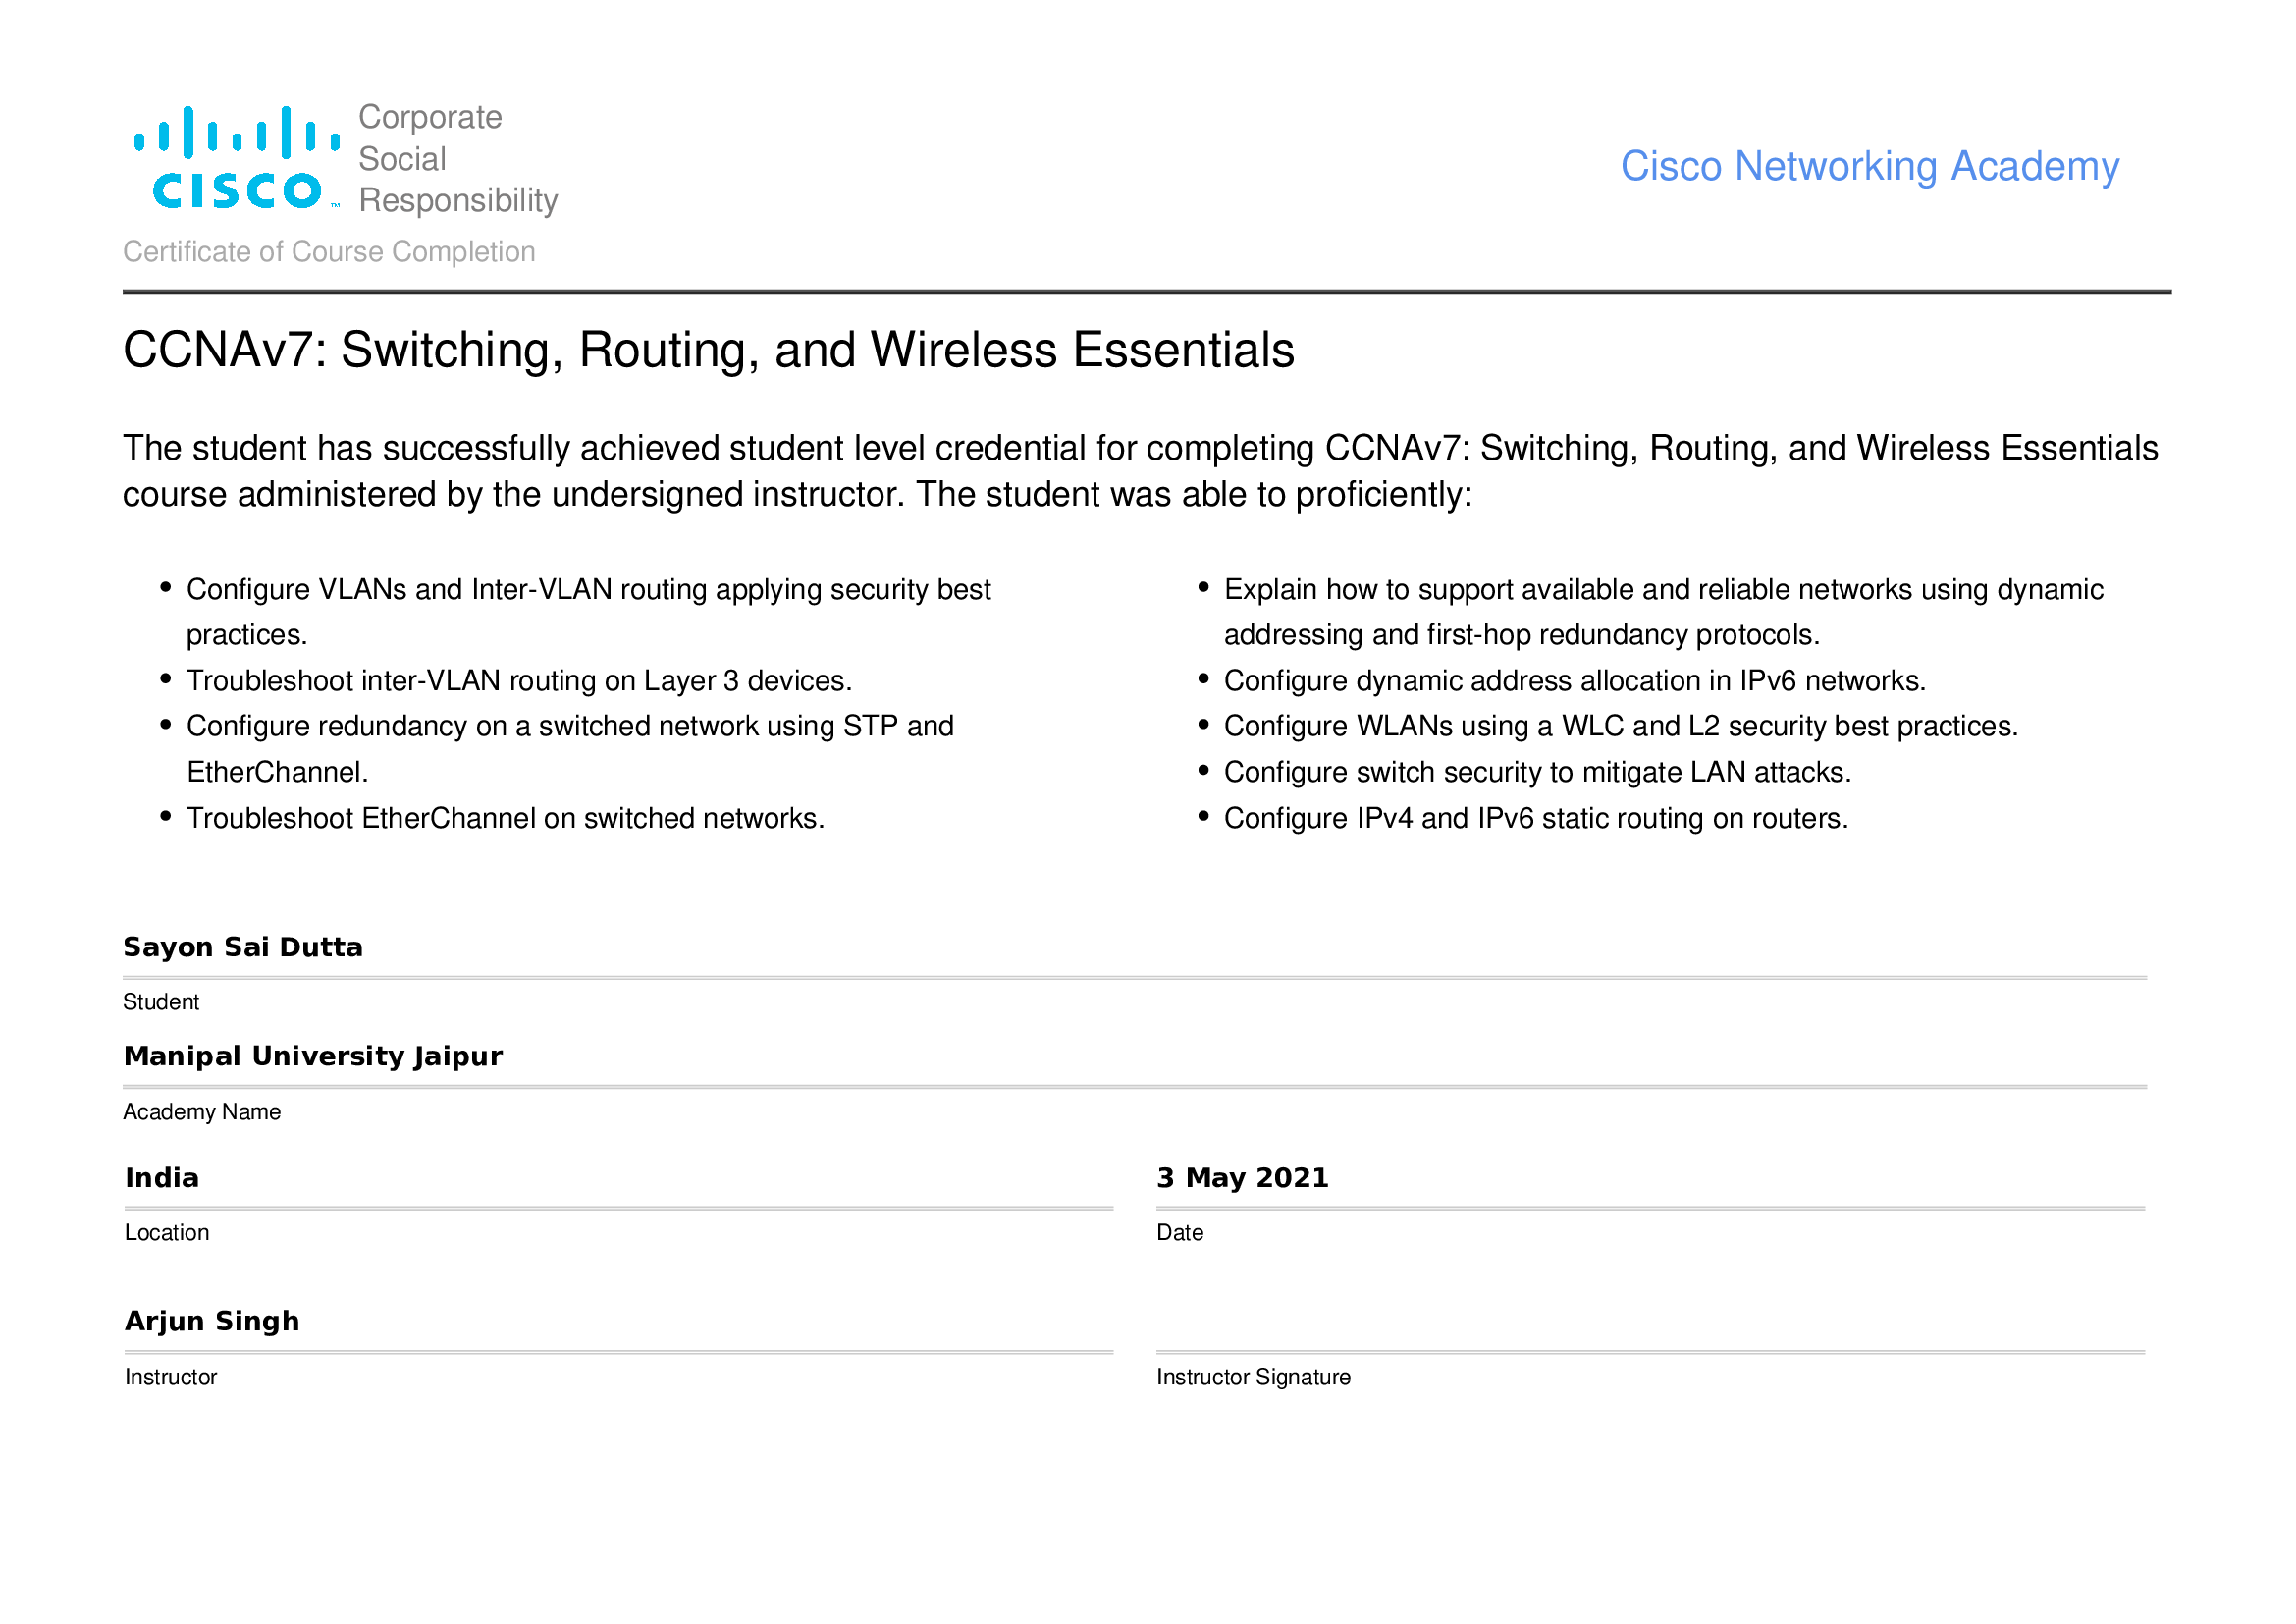 Corporate
Social
Responsibility
CISCO™
Cisco Networking Academy
Certificate of Course Completion
CCNAv7: Switching, Routing, and Wireless Essentials
The student has successfully achieved student level credential for completing CCNAv7: Switching, Routing, and Wireless Essentials
course administered by the undersigned instructor. The student was able to proficiently:
• Configure VLANs and Inter-VLAN routing applying security best
practices.
• Troubleshoot inter-VLAN routing on Layer 3 devices.
• Configure redundancy on a switched network using STP and
EtherChannel.
• Troubleshoot EtherChannel on switched networks.
• Explain how to support available and reliable networks using dynamic
addressing and first-hop redundancy protocols.
• Configure dynamic address allocation in IPv6 networks.
• Configure WLANs using a WLC and L2 security best practices.
• Configure switch security to mitigate LAN attacks.
• Configure IPv4 and IPv6 static routing on routers.
Sayon Sai Dutta
Student
Manipal University Jaipur
Academy Name
India
Location
3 May 2021
Date
Arjun Singh
Instructor
Instructor Signature